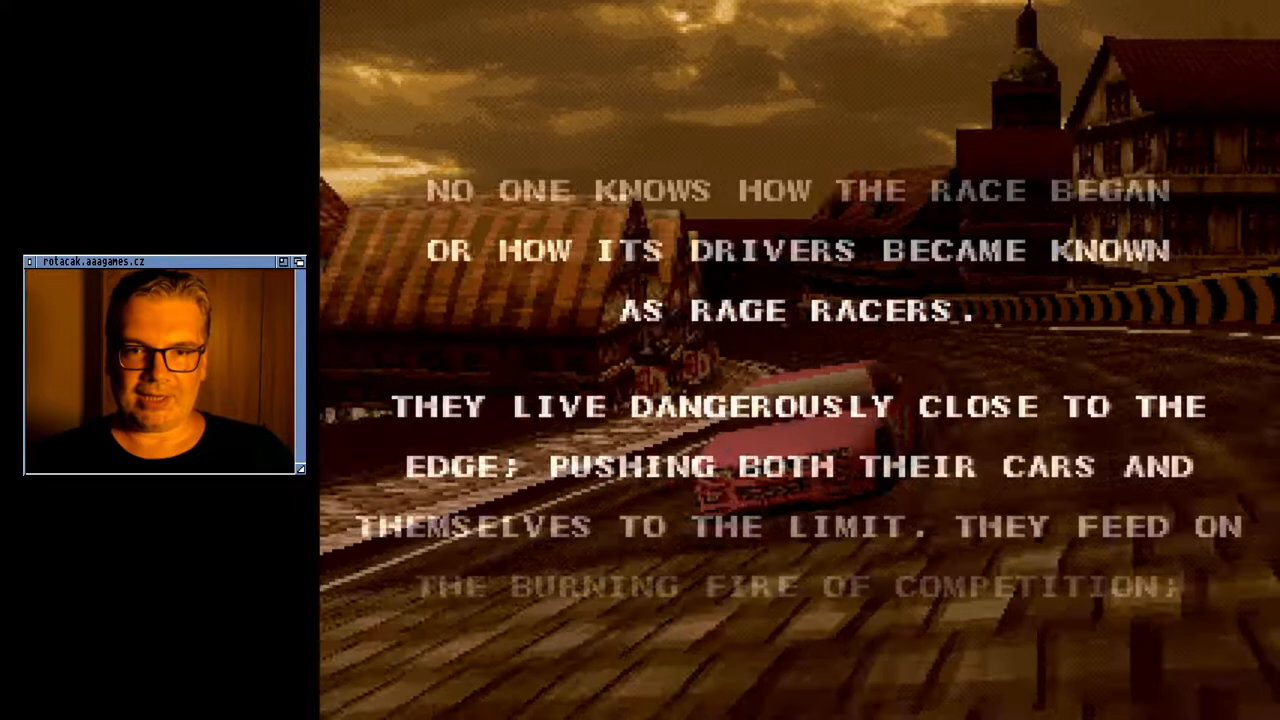 rotacak.aaagames.cz
NO ONE KNOWS HOW THE RACE BEGAN
OR HOW ITS DRIVERS BECAME KNOWN
AS RAGE RACERS.
THEY LIVE DANGEROUSLY CLOSE TO THE
EDGE; PUSHING BOTH THEIR CARS AND
THEMSELVES TO THE LIMIT. THEY FEED ON
THE BURNING FIRE OF COMPETITION;